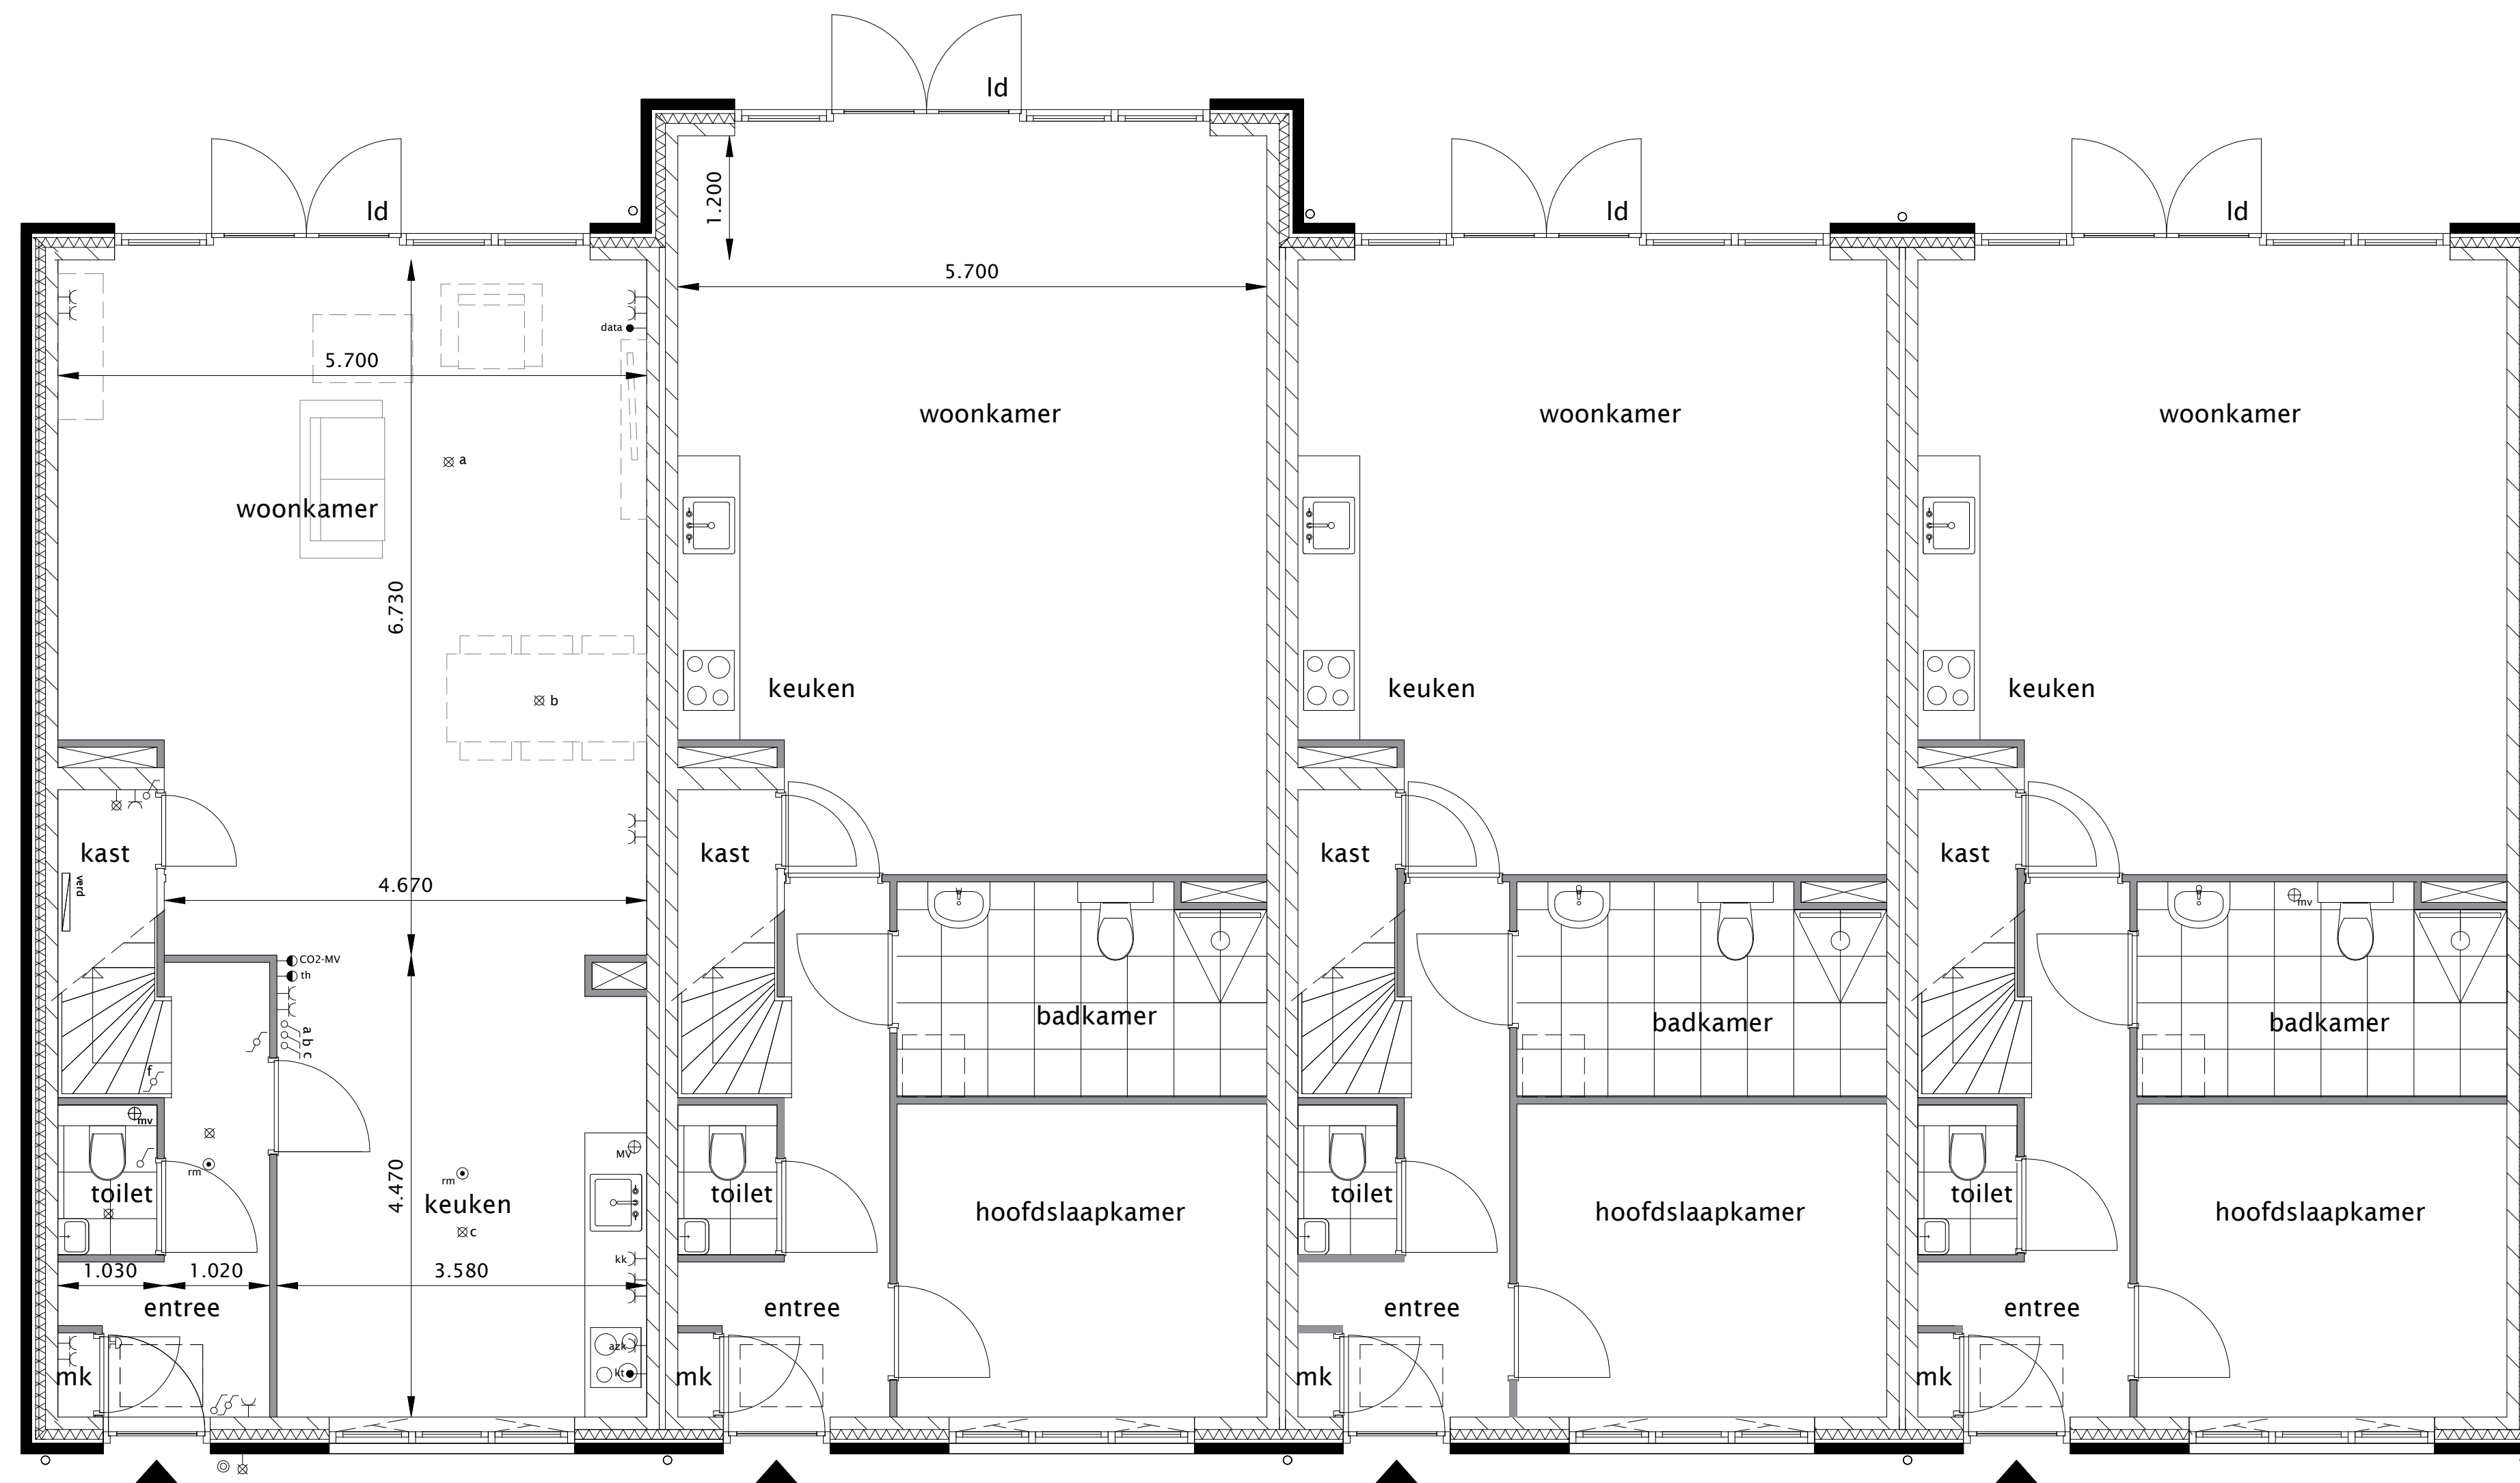 ld
ld
ld
ld
1.200
5.700
data
5.700
woonkamer
woonkamer
woonkamer
a
woonkamer
6.730
keuken
keuken
keuken
b
kast
kast
kast
kast
verd
4.670
CO2-MV
th
a b c
badkamer
badkamer
badkamer
mv
f
mv
MV
rm
rm
4.470
toilet
keuken
toilet
toilet
toilet
c
hoofdslaapkamer
hoofdslaapkamer
hoofdslaapkamer
kk
1.030
1.020
3.580
entree
entree
entree
entree
azk
kt
mk
mk
mk
mk